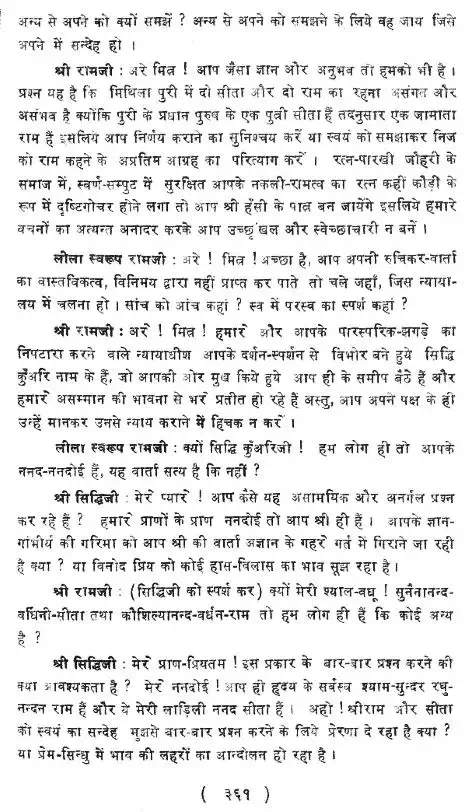 अन्य से अपने को क्यों समझें ? अन्य से अपने को समझने के लिये वह जाय जिसे
अपने में सन्देह हो ।
श्री रामजी : अरे मित्र ! आप जैसा ज्ञान और अनुभव तो हमको भी है ।
प्रश्न यह है कि मिथिला पुरी में दो सीता और दो राम का रहना असंगत और
असंभव है क्योंकि पुरी के प्रधान पुरुष के एक पुत्री सीता हैं तदनुसार एक जामाता
राम हैं इसलिये आप निर्णय कराने का सुनिश्चय करें या स्वयं को समझाकर निज
को राम कहने के अप्रतिम आग्रह का परित्याग करें । रत्न-पारखी जौहरी के
समाज में, स्वर्ण-सम्पुट में सुरक्षित आपके नकली-रामत्व का रत्न कहीं कौड़ी के
रूप में दृष्टिगोचर होने लगा तो आप श्री हँसी के पात्र बन जायेंगे इसलिये हमारे
वचनों का अत्यन्त अनादर करके आप उच्छृंखल और स्वेच्छाचारी न बनें ।
लीला स्वरूप रामजी : अरे ! मित्र ! अच्छा है, आप अपनी रुचिकर-वार्ता
का वास्तविकत्व, विनिमय द्वारा नहीं प्राप्त कर पाते तो चले जहाँ, जिस न्याया-
लय में चलना हो । सांच को आंच कहां ? स्व में परस्व का स्पर्श कहां ?
श्री रामजी : अरे ! मित्र ! हमारे और आपके पारस्परिक-झगड़े का
निपटारा करने वाले न्यायाधीश आपके दर्शन-स्पर्शन से विभोर बने हुये सिद्धि
कुँअरि नाम के हैं, जो आपकी ओर मुख किये हुये आप ही के समीप बैठे हैं और
हमारे असम्मान की भावना से भरे प्रतीत हो रहे हैं अस्तु, आप अपने पक्ष के ही
उन्हें मानकर उनसे न्याय कराने में हिचक न करें ।
लीला स्वरूप रामजी : क्यों सिद्धि कुँअरिजी ! हम लोग ही तो आपके
ननद-ननदोई हैं, यह वार्ता सत्य है कि नहीं ?
श्री सिद्धिजी : मेरे प्यारे ! आप कैसे यह असामयिक और अनर्गल प्रश्न
कर रहे हैं ? हमारे प्राणों के प्राण ननदोई तो आप श्री ही हैं । आपके ज्ञान-
गांभीर्य की गरिमा को आप श्री की वार्ता अज्ञान के गहरे गर्त में गिराने जा रही
है क्या ? या विनोद प्रिय को कोई हास-विलास का भाव सूझ रहा है ।
श्री रामजी : (सिद्धिजी को स्पर्श कर) क्यों मेरी श्याल-बधू ! सुनैनानन्द-
वर्धिनी-सीता तथा कौशिल्यानन्द-वर्धन-राम तो हम लोग ही हैं कि कोई अन्य
है ?
श्री सिद्धिजी : मेरे प्राण-प्रियतम ! इस प्रकार के बार-बार प्रश्न करने की
क्या आवश्यकता है ? मेरे ननदोई ! आप ही हृदय के सर्वस्व श्याम-सुन्दर रघु-
नन्दन राम हैं और ये मेरी लाड़िली ननद सीता हैं । अहो ! श्रीराम और सीता
को स्वयं का सन्देह मुझसे बार-बार प्रश्न करने के लिये प्रेरणा दे रहा है क्या ?
या प्रेम-सिन्धु में भाव की लहरों का आन्दोलन हो रहा है ।
( ३६१ )